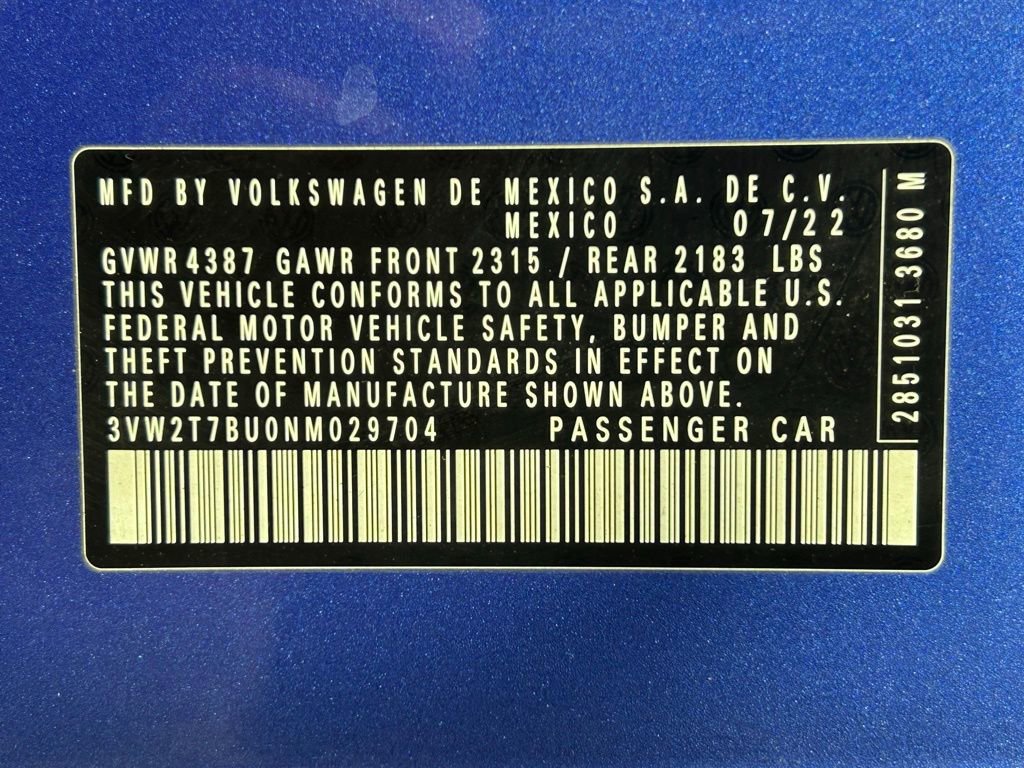 MFD BY VOLKSWAGEN DE MEXICO S.A. DE C.V.
MEXICO 07/22
GVWR 4387 GAWR FRONT 2315 / REAR 2183 LBS
THIS VEHICLE CONFORMS TO ALL APPLICABLE U.S.
FEDERAL MOTOR VEHICLE SAFETY, BUMPER AND
THEFT PREVENTION STANDARDS IN EFFECT ON
THE DATE OF MANUFACTURE SHOWN ABOVE.
3VW2T7BU0NM029704 PASSENGER CAR
2851031 3680 M